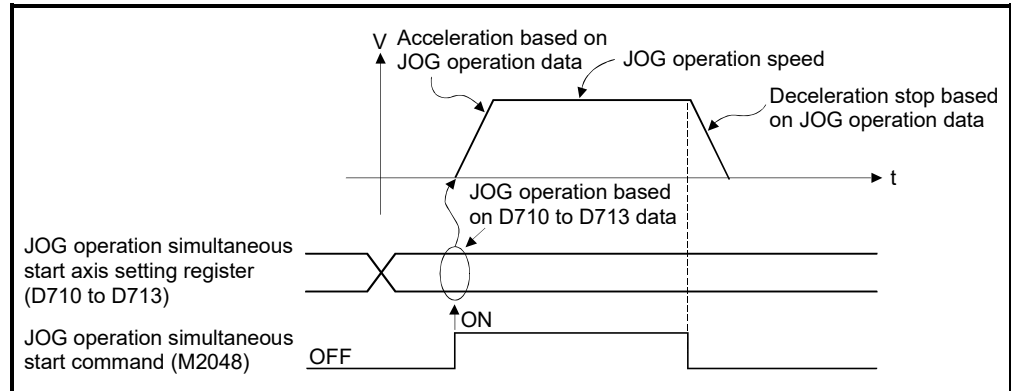 V
Acceleration based on
JOG operation data
JOG operation speed
Deceleration stop based
on JOG operation data
t
JOG operation based
on D710 to D713 data
JOG operation simultaneous
start axis setting register
(D710 to D713)
ON
JOG operation simultaneous
start command (M2048)
OFF